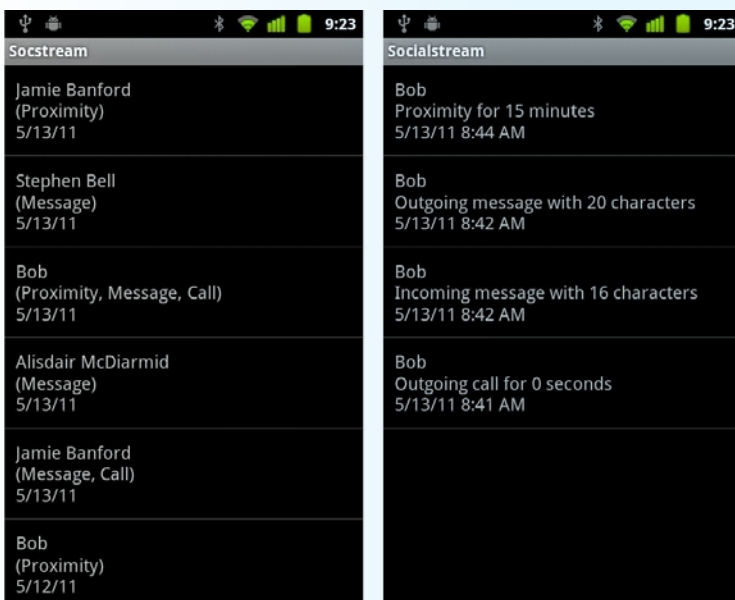 9:23
Socstream
Jamie Banford
(Proximity)
5/13/11
Stephen Bell
(Message)
5/13/11
Bob
(Proximity, Message, Call)
5/13/11
Alisdair McDiarmid
(Message)
5/13/11
Jamie Banford
(Message, Call)
5/13/11
Bob
(Proximity)
5/12/11
9:23
Socialstream
Bob
Proximity for 15 minutes
5/13/11 8:44 AM
Bob
Outgoing message with 20 characters
5/13/11 8:42 AM
Bob
Incoming message with 16 characters
5/13/11 8:42 AM
Bob
Outgoing call for 0 seconds
5/13/11 8:41 AM